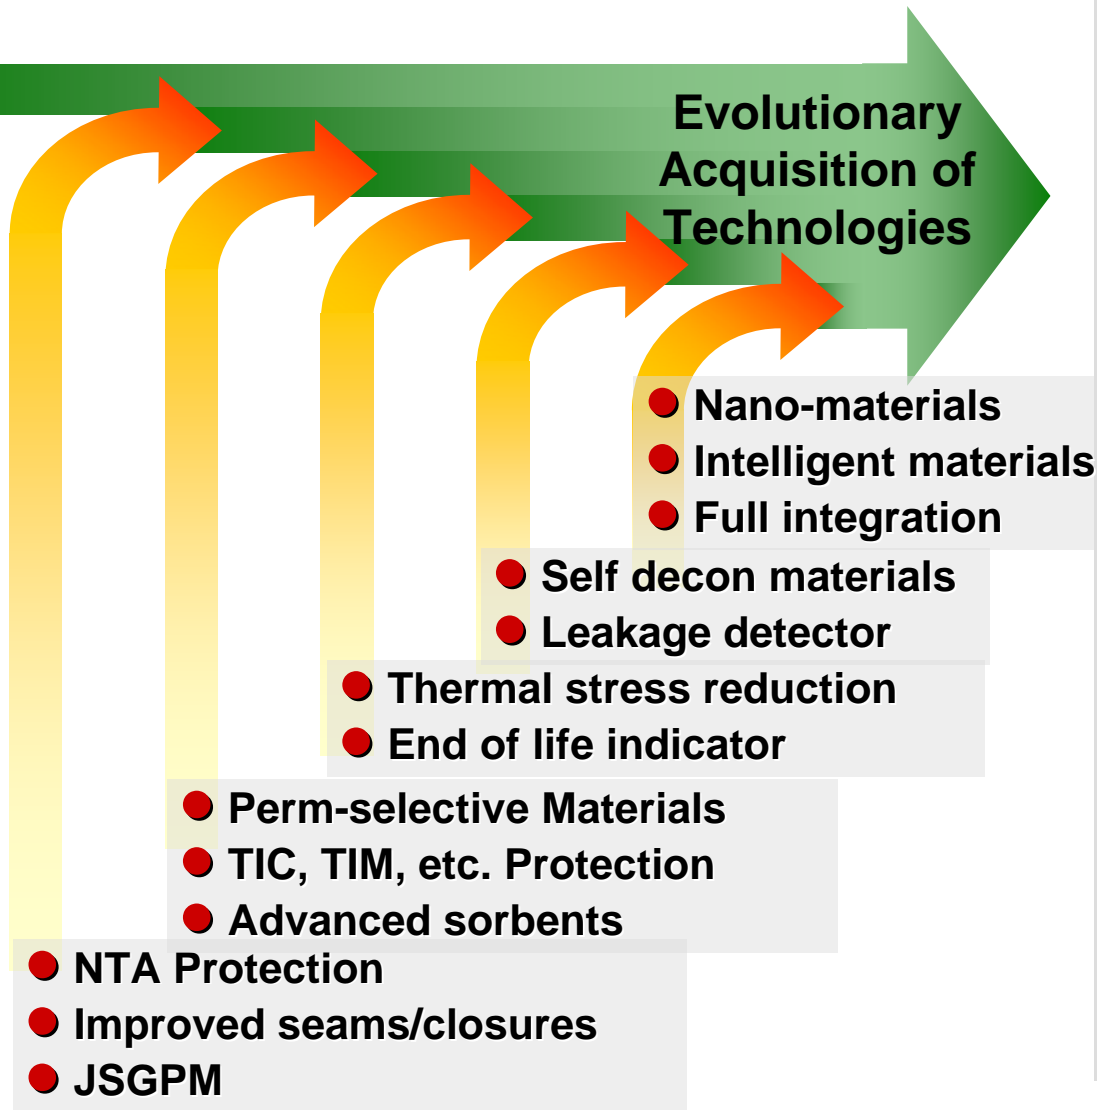 Evolutionary
Acquisition of
Technologies
Nano-materials
Intelligent materials
Full integration
Self decon materials
Leakage detector
Thermal stress reduction
End of life indicator
Perm-selective Materials
TIC, TIM, etc. Protection
Advanced sorbents
NTA Protection
Improved seams/closures
JSGPM